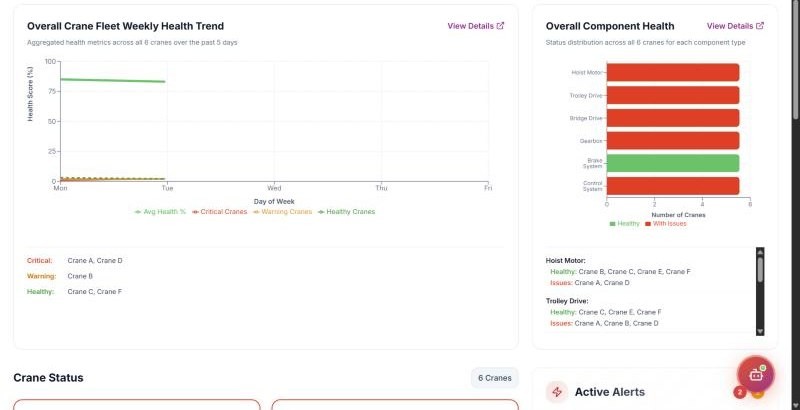 Overall Crane Fleet Weekly Health Trend
View Details
Aggregated health metrics across all 6 cranes over the past 5 days
Health Score (%)
100
75
50
25
0
Mon
Tue
Wed
Thu
Fri
Day of Week
Avg Health %
Critical Cranes
Warning Cranes
Healthy Cranes
Critical: Crane A, Crane D
Warning: Crane B
Healthy: Crane C, Crane F
Overall Component Health
View Details
Status distribution across all 6 cranes for each component type
Hoist Motor
Trolley Drive
Bridge Drive
Gearbox
Brake
System
Control
System
0
2
4
6
Number of Cranes
Healthy
With Issues
Hoist Motor:
Healthy: Crane B, Crane C, Crane E, Crane F
Issues: Crane A, Crane D
Trolley Drive:
Healthy: Crane C, Crane E, Crane F
Issues: Crane A, Crane B, Crane D
Crane Status
6 Cranes
Active Alerts
2